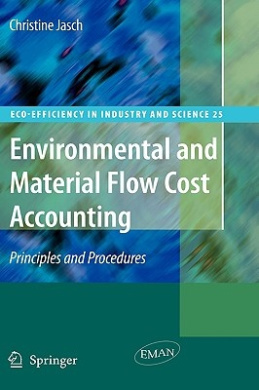 Christine Jasch
ECO-EFFICIENCY IN INDUSTRY AND SCIENCE 25
Environmental and
Material Flow Cost
Accounting
Principles and Procedures
Springer
EMAN